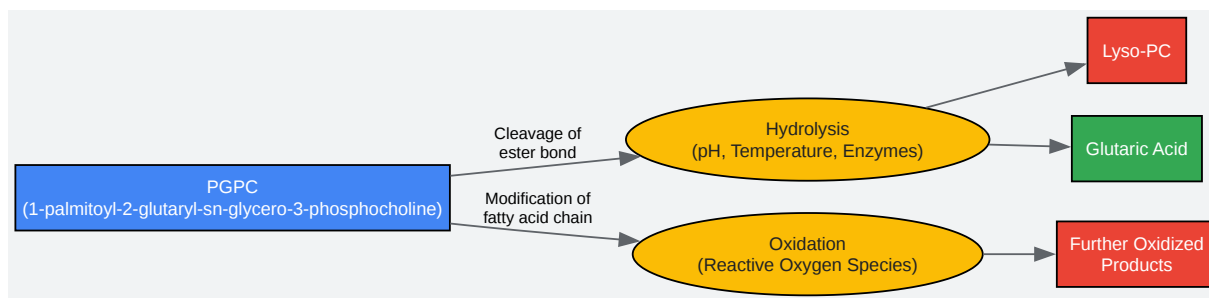 PGPC
(1-palmitoyl-2-glutaryl-sn-glycero-3-phosphocholine)
Cleavage of
ester bond
Modification of
fatty acid chain
Hydrolysis
(pH, Temperature, Enzymes)
Oxidation
(Reactive Oxygen Species)
Lyso-PC
Glutaric Acid
Further Oxidized
Products